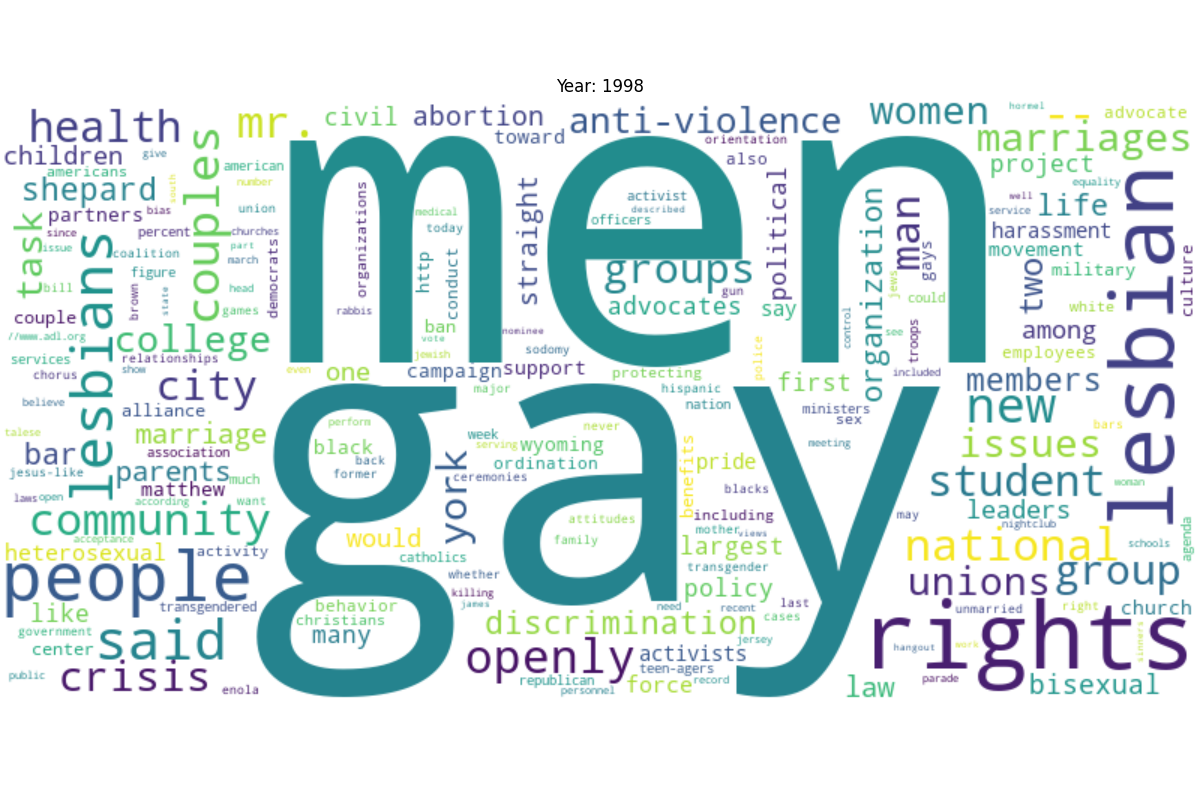 Year: 1998
health
mr.
civil
abortion
toward
anti-violence
women
hormel
--
advocate
children
give
couples
orientation
marriages
americans
american
also
project
shepard
south
number
organizations
medical
straight
activist
described
political
equality
partners
bias
union
men
officers
organization
man
well
service
life
lesbian
task
since
percent
churches
today
groups
gays
harassment
issue
lesbians
coalition
part
march
democrats
http
conduct
movement
culture
bill
figure
head
gun
jews
two
military
couple
brown
state
games
rabbis
advocates
say
could
white
//www.adl.org
college
ban
vote
nominee
control
see
troops
among
services
relationships
show
jewish
sodomy
police
employees
chorus
city
even
one
campaign
support
protecting
first
included
members
believe
alliance
major
hispanic
nation
ministers
sex
new
talese
marriage
perform
gay
week
never
bars
bar
association
black
serving
wyoming
meeting
issues
jesus-like
parents
much
back
former
york
ordination
ceremonies
benefits
pride
student
woman
laws
open
matthew
according
want
blacks
leaders
community
attitudes
including
may
nightclub
acceptance
would
family
mother
views
national
agenda
heterosexual
activity
catholics
largest
schools
people
whether
transgender
unions
group
killing
policy
like
transgendered
behavior
james
need
recent
last
rights
unmarried
right
church
government
christians
discrimination
cases
center
said
many
jersey
hangout
work
sinners
openly
activists
public
crisis
teen-agers
enola
republican
personnel
force
record
law
parade
bisexual